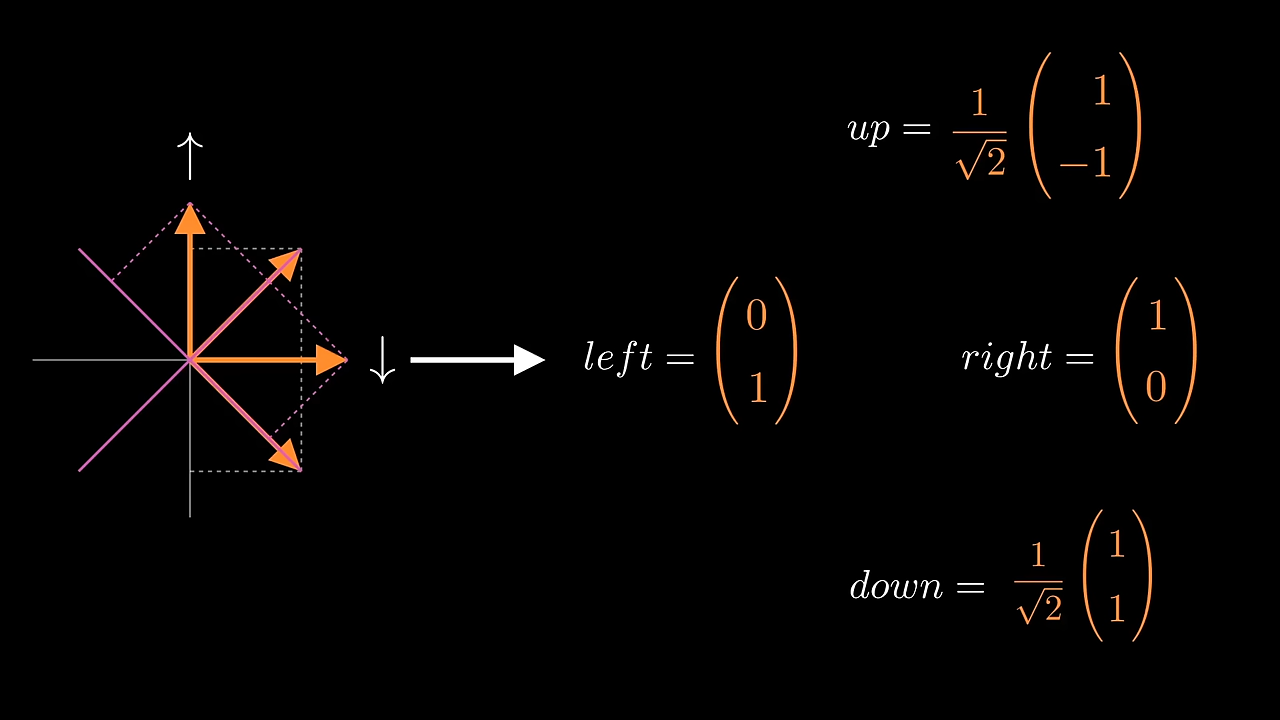 ↑
up = 1/√2 ( 1 −1 )
↓
left = ( 0 1 )
right = ( 1 0 )
down = 1/√2 ( 1 1 )